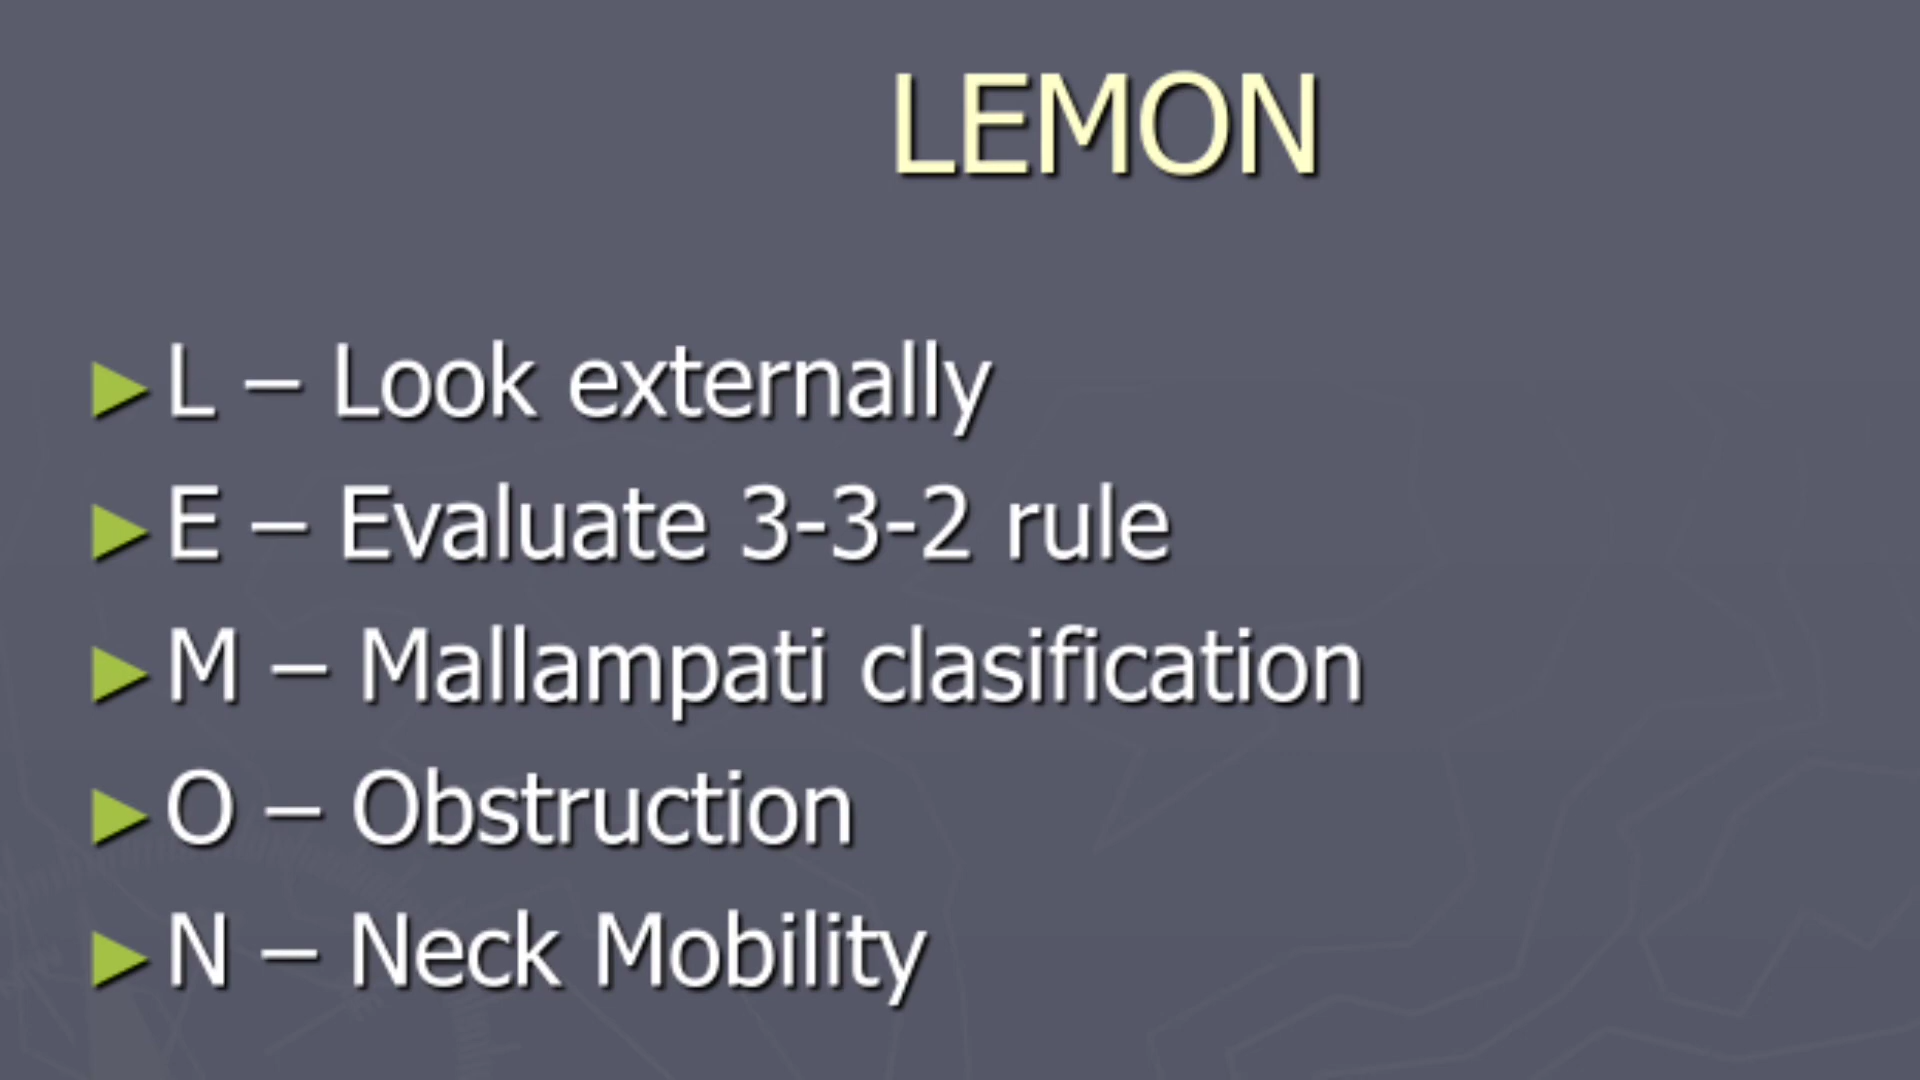 LEMON
► L – Look externally
► E – Evaluate 3-3-2 rule
► M – Mallampati clasification
► O – Obstruction
► N – Neck Mobility